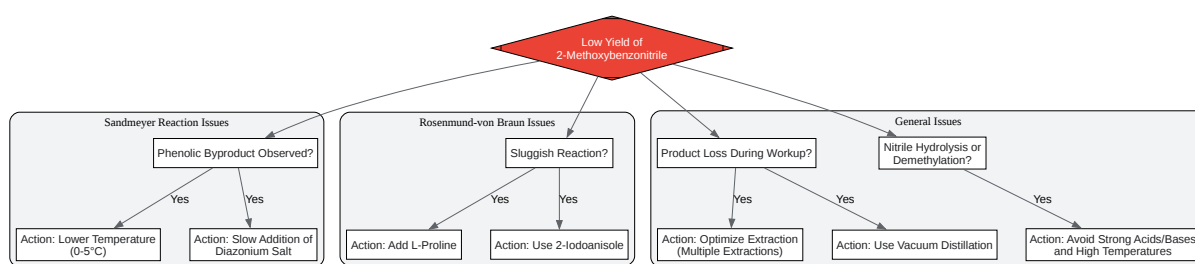 Low Yield of
2-Methoxybenzonitrile
Sandmeyer Reaction Issues
Phenolic Byproduct Observed?
Yes
Yes
Action: Lower Temperature
(0-5°C)
Action: Slow Addition of
Diazonium Salt
Rosenmund-von Braun Issues
Sluggish Reaction?
Yes
Yes
Action: Add L-Proline
Action: Use 2-Iodoanisole
General Issues
Product Loss During Workup?
Nitrile Hydrolysis or
Demethylation?
Yes
Yes
Yes
Action: Optimize Extraction
(Multiple Extractions)
Action: Use Vacuum Distillation
Action: Avoid Strong Acids/Bases
and High Temperatures